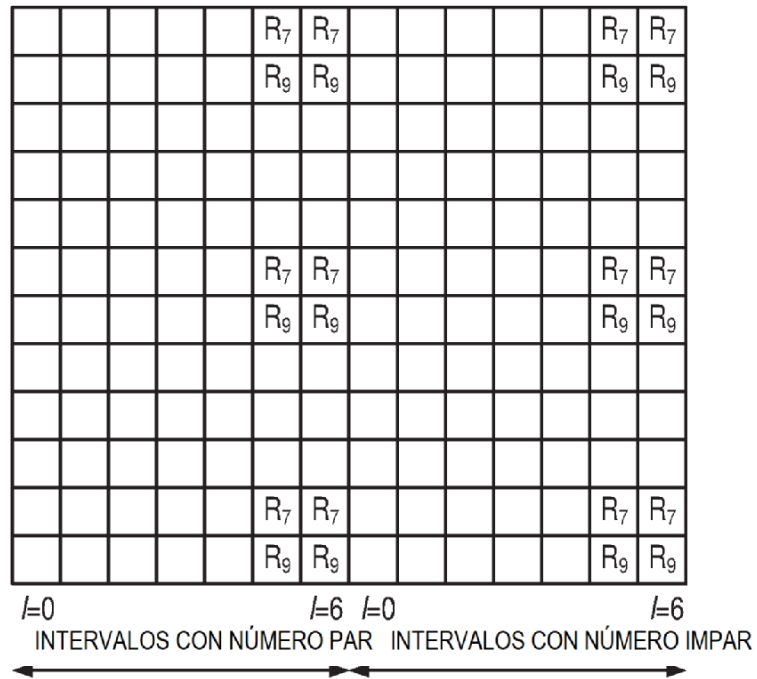 R₇ R₇ R₇ R₇
R₉ R₉ R₉ R₉
R₇ R₇ R₇ R₇
R₉ R₉ R₉ R₉
R₇ R₇ R₇ R₇
R₉ R₉ R₉ R₉
l=0 l=6 l=0 l=6
INTERVALOS CON NÚMERO PAR INTERVALOS CON NÚMERO IMPAR